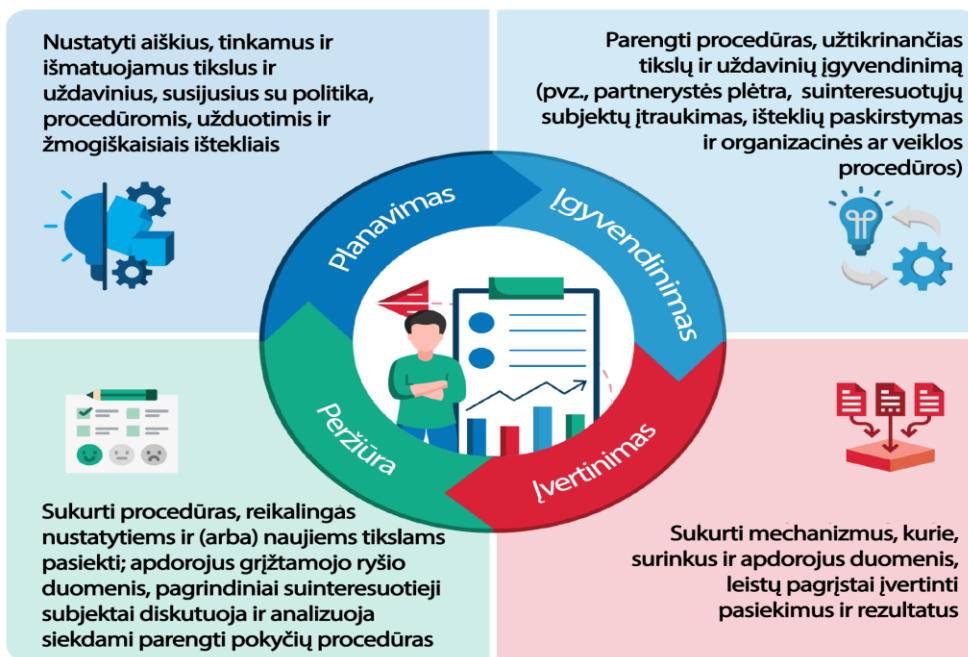 Nustatyti aiškius, tinkamus ir
išmatuojamus tikslus ir
uždavinius, susijusius su politika,
procedūromis, užduotimis ir
žmogiškaisiais ištekliais
Parengti procedūras, užtikrinančias
tikslų ir uždavinių įgyvendinimą
(pvz., partnerystės plėtra, suinteresuotųjų
subjektų įtraukimas, išteklių paskirstymas
ir organizacinės ar veiklos
procedūros)
Planavimas
Įgyvendinimas
Peržiūra
Įvertinimas
Sukurti procedūras, reikalingas
nustatytiems ir (arba) naujiems tikslams
pasiekti; apdorojus grįžtamojo ryšio
duomenis, pagrindiniai suinteresuotieji
subjektai diskutuoja ir analizuoja
siekdami parengti pokyčių procedūras
Sukurti mechanizmus, kurie,
surinkus ir apdorojus duomenis,
leistų pagrįstai įvertinti
pasiekimus ir rezultatus